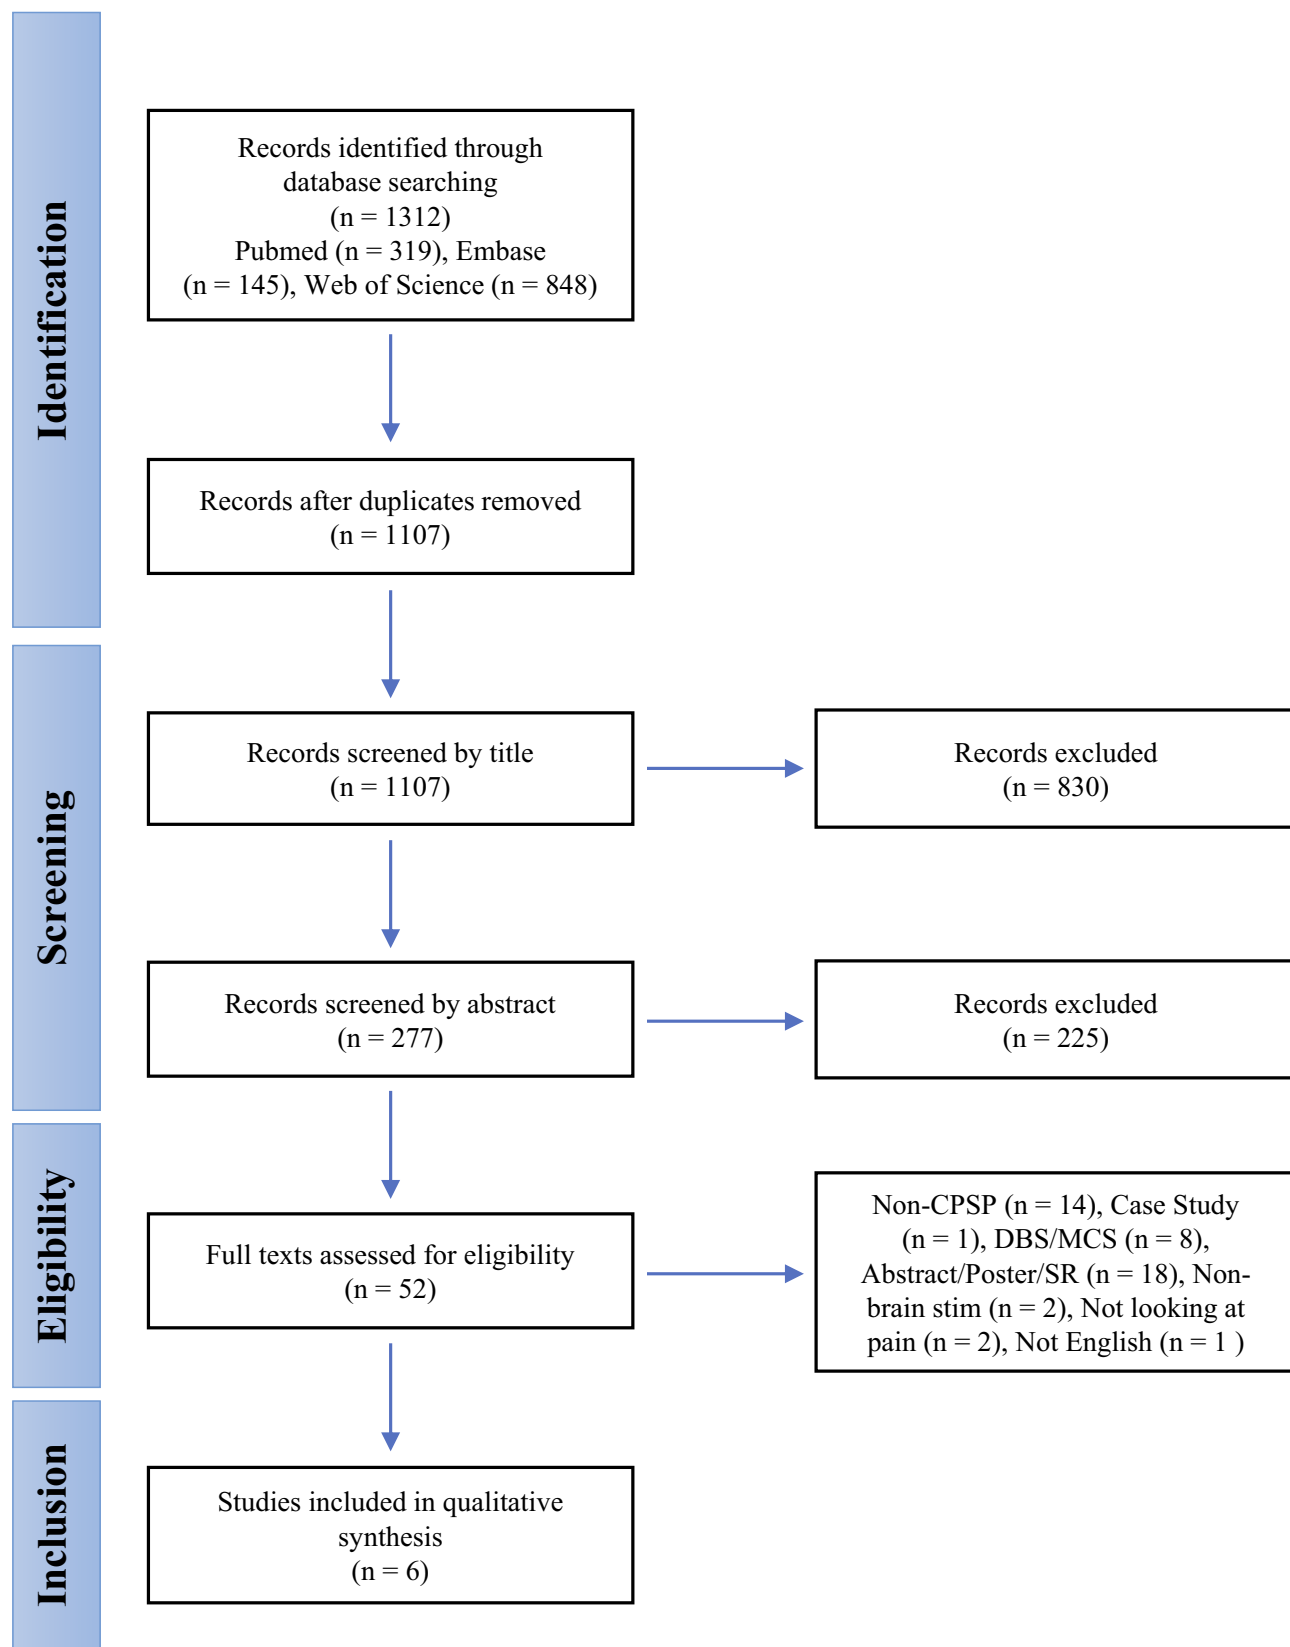 Identification
Records identified through
database searching
(n = 1312)
Pubmed (n = 319), Embase
(n = 145), Web of Science (n = 848)
Records after duplicates removed
(n = 1107)
Screening
Records screened by title
(n = 1107)
Records excluded
(n = 830)
Records screened by abstract
(n = 277)
Records excluded
(n = 225)
Eligibility
Full texts assessed for eligibility
(n = 52)
Non-CPSP (n = 14), Case Study
(n = 1), DBS/MCS (n = 8),
Abstract/Poster/SR (n = 18), Non-
brain stim (n = 2), Not looking at
pain (n = 2), Not English (n = 1 )
Inclusion
Studies included in qualitative
synthesis
(n = 6)